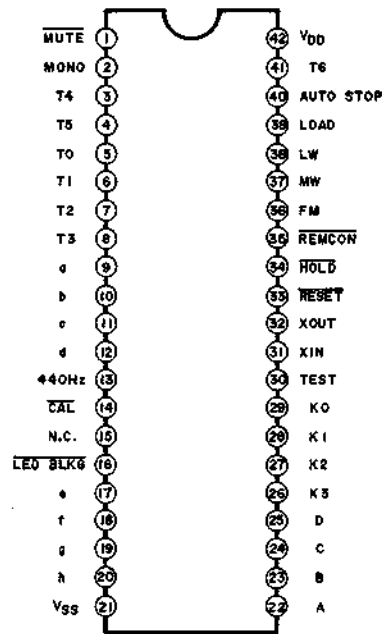 MUTE 1 42 VDD
MONO 2 41 T6
T4 3 40 AUTO STOP
T5 4 39 LOAD
T0 5 38 LW
T1 6 37 MW
T2 7 36 FM
T3 8 35 REMCON
a 9 34 HOLD
b 10 33 RESET
c 11 32 XOUT
d 12 31 XIN
440Hz 13 30 TEST
CAL 14 29 K0
N.C. 15 28 K1
LED BLKG 16 27 K2
e 17 26 K3
f 18 25 D
g 19 24 C
h 20 23 B
VSS 21 22 A